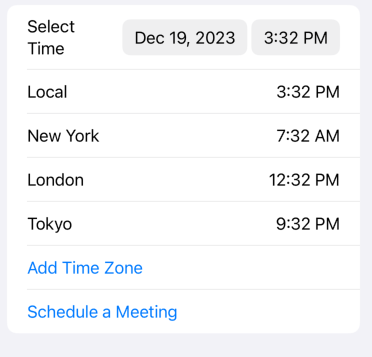 Select
Time
Dec 19, 2023 3:32 PM
Local 3:32 PM
New York 7:32 AM
London 12:32 PM
Tokyo 9:32 PM
Add Time Zone
Schedule a Meeting